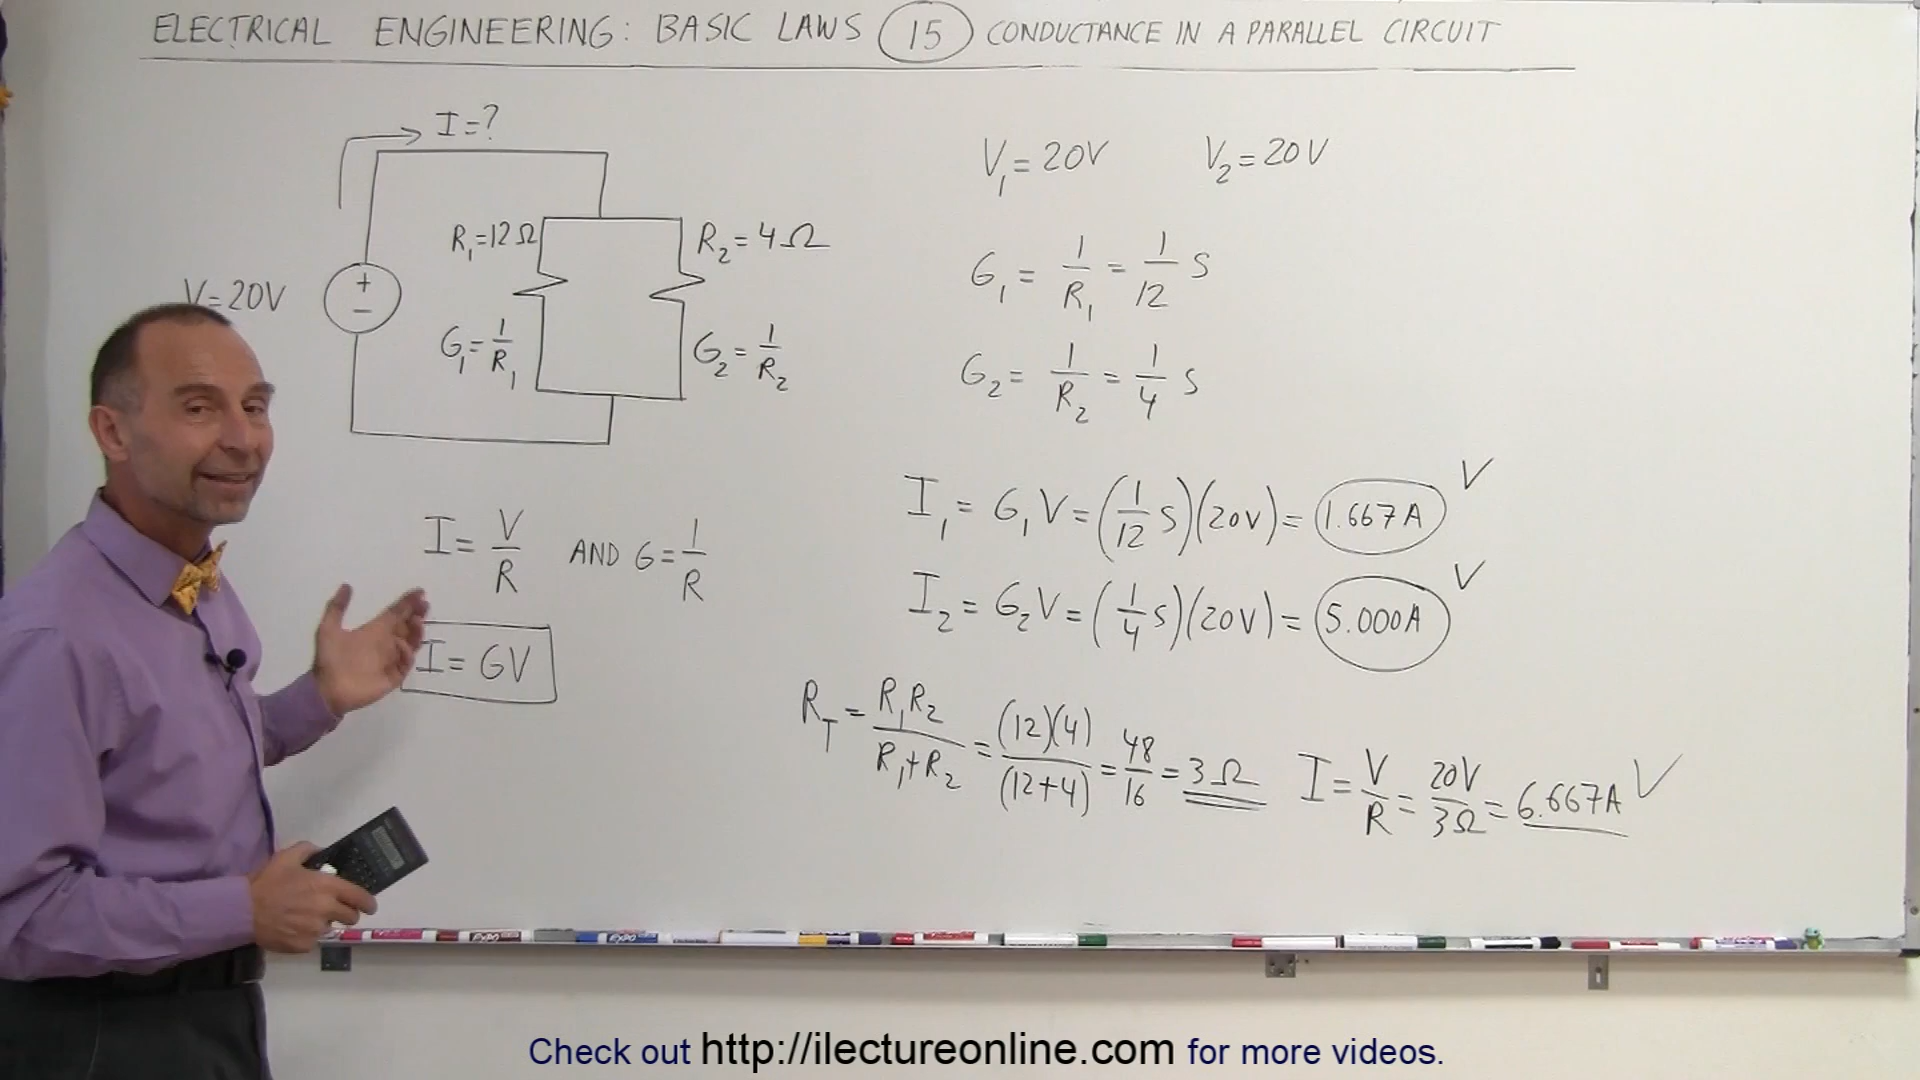 ELECTRICAL ENGINEERING: BASIC LAWS 15 CONDUCTANCE IN A PARALLEL CIRCUIT
I=?
V=20V
+
−
R₁=12Ω
R₂=4Ω
G₁=1/R₁
G₂=1/R₂
I=V/R AND G=1/R
I=GV
V₁=20V V₂=20V
G₁=1/R₁=1/12 S
G₂=1/R₂=1/4 S
I₁=G₁V=(1/12 S)(20V)=1.667A ✓
I₂=G₂V=(1/4 S)(20V)=5.000A ✓
R_T=R₁R₂/R₁+R₂=(12)(4)/(12+4)=48/16=3Ω I=V/R=20V/3Ω=6.667A ✓
EXPO EXPO
Check out http://ilectureonline.com for more videos.